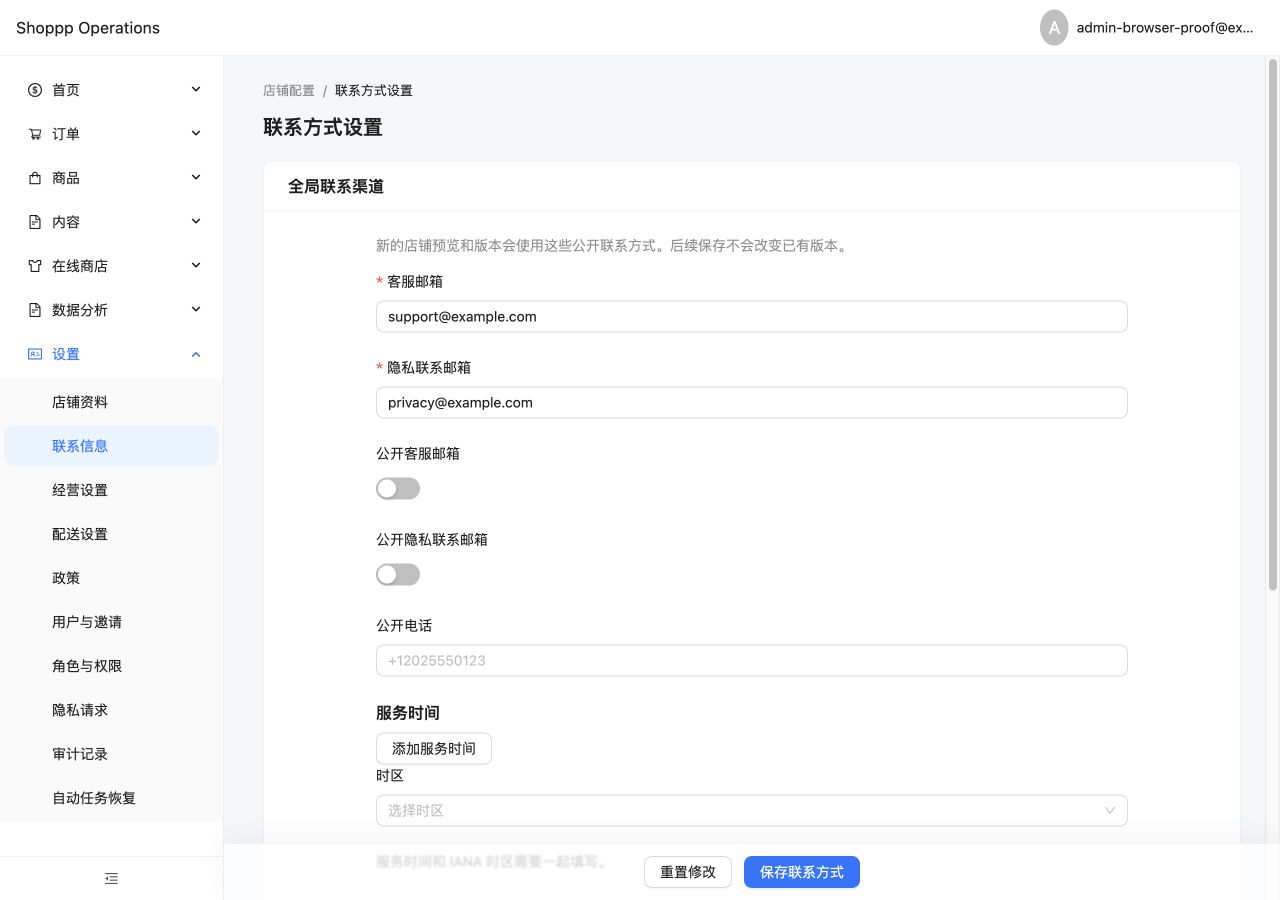 Shoppp Operations
A
admin-browser-proof@ex...
首页
订单
商品
内容
在线商店
数据分析
设置
店铺资料
联系信息
经营设置
配送设置
政策
用户与邀请
角色与权限
隐私请求
审计记录
自动任务恢复
店铺配置 / 联系方式设置
联系方式设置
全局联系渠道
新的店铺预览和版本会使用这些公开联系方式。后续保存不会改变已有版本。
* 客服邮箱
support@example.com
* 隐私联系邮箱
privacy@example.com
公开客服邮箱
公开隐私联系邮箱
公开电话
+12025550123
服务时间
添加服务时间
时区
选择时区
服务时间和 IANA 时区需要一起填写。
重置修改
保存联系方式